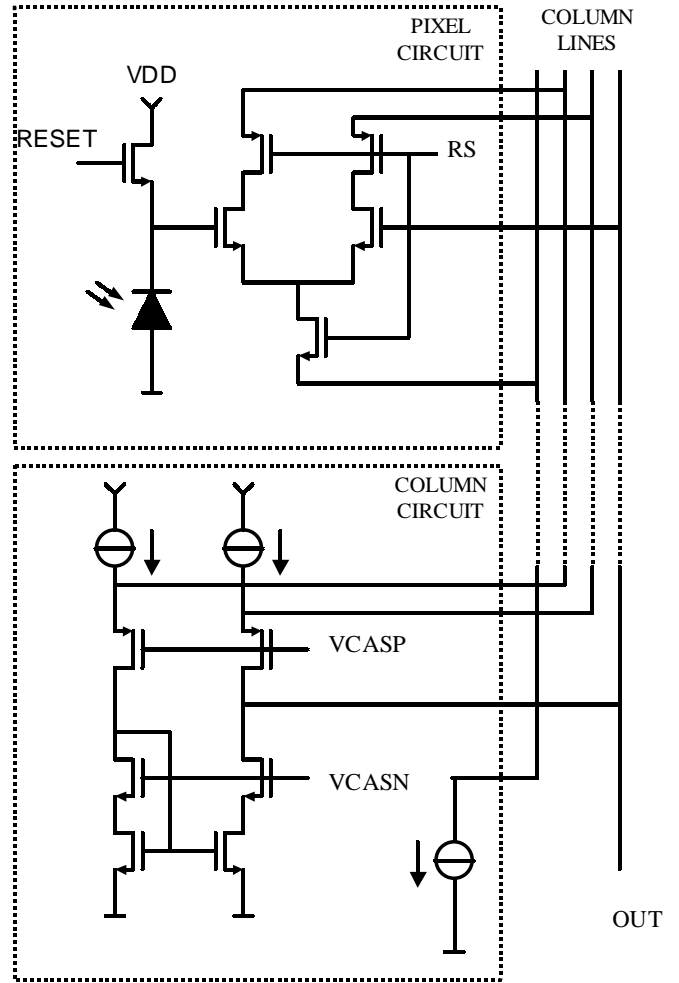 PIXEL
CIRCUIT
COLUMN
LINES
VDD
RESET
RS
COLUMN
CIRCUIT
VCASP
VCASN
OUT